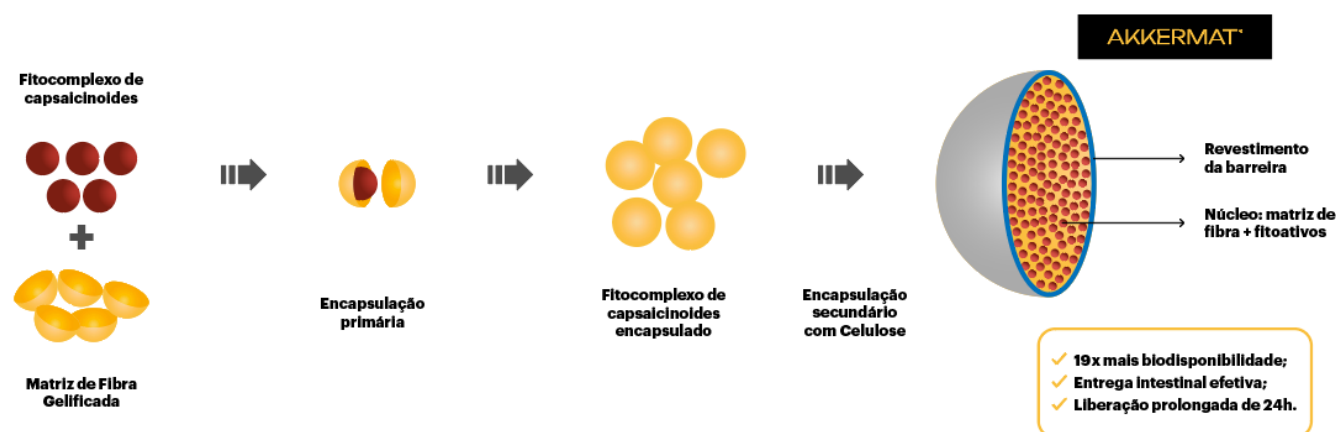 AKKERMAT
Fitocomplexo de
capsaicinoides
+
Matriz de Fibra
Gelificada
Encapsulação
primária
Fitocomplexo de
capsaicinoides
encapsulado
Encapsulação
secundário
com Celulose
Revestimento
da barreira
Núcleo: matriz de
fibra + fitoativos
19x mais biodisponibilidade;
Entrega intestinal efetiva;
Liberação prolongada de 24h.